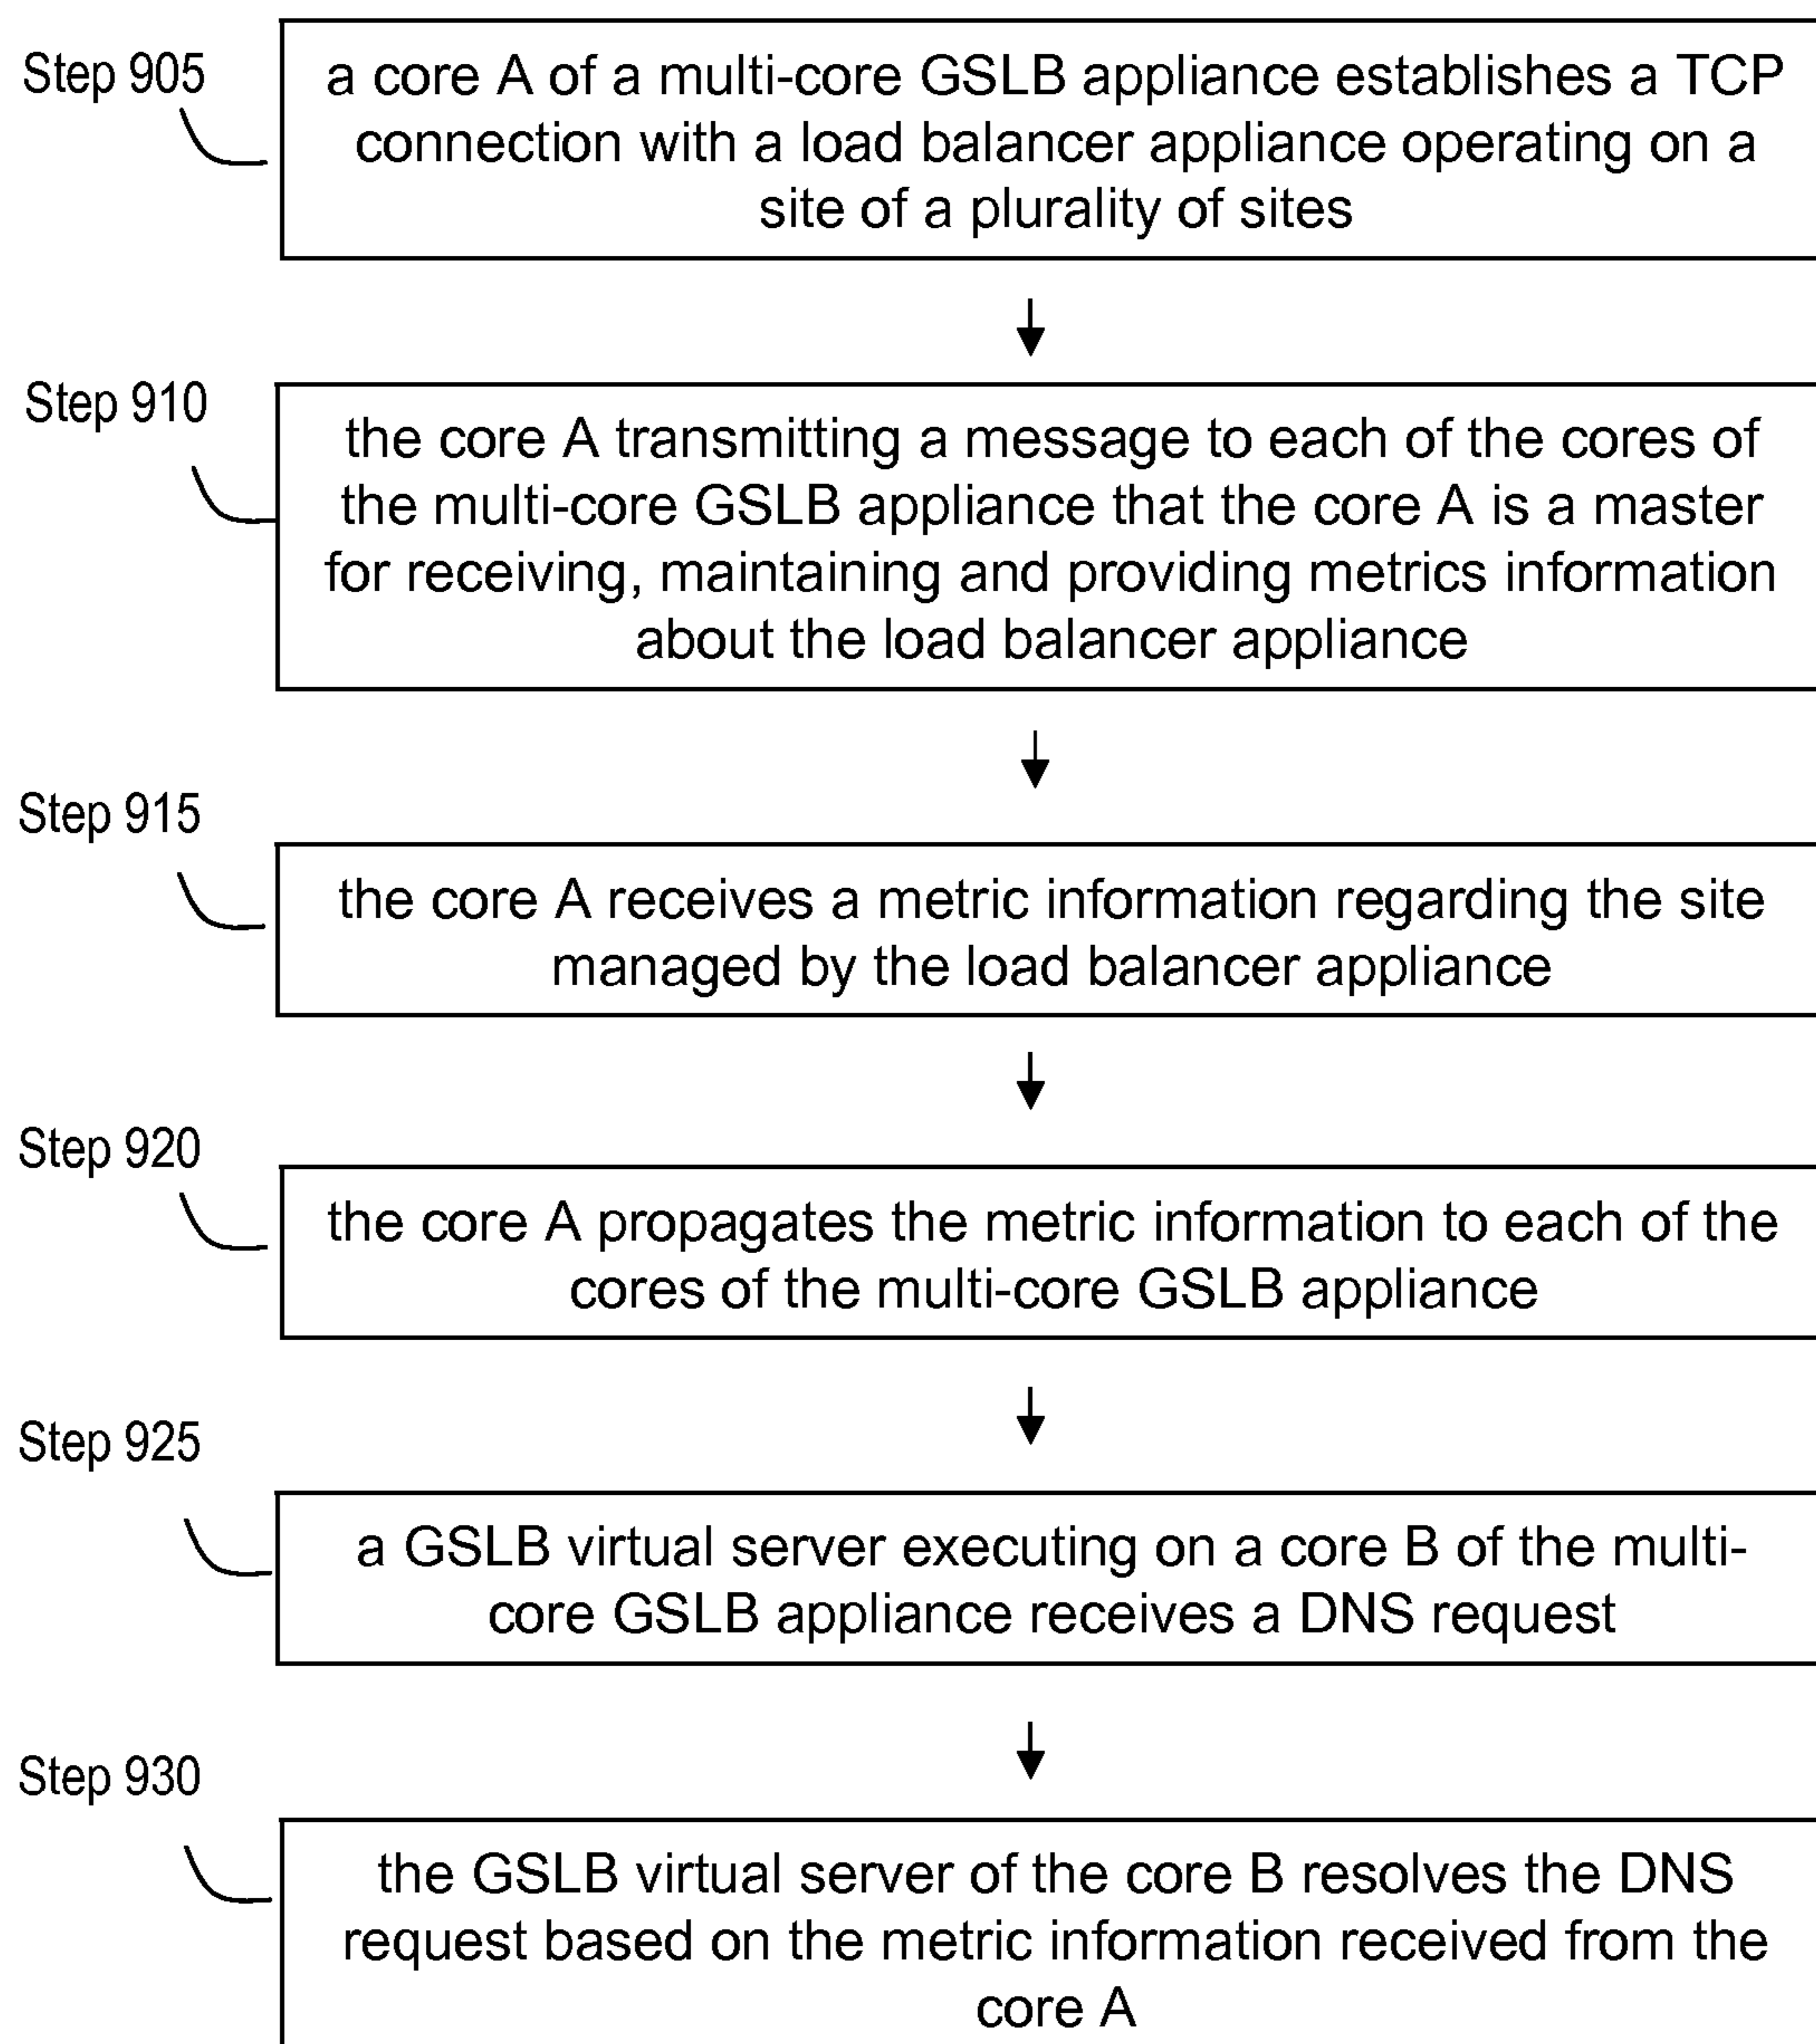 Step 905
a core A of a multi-core GSLB appliance establishes a TCP
connection with a load balancer appliance operating on a
site of a plurality of sites
Step 910
the core A transmitting a message to each of the cores of
the multi-core GSLB appliance that the core A is a master
for receiving, maintaining and providing metrics information
about the load balancer appliance
Step 915
the core A receives a metric information regarding the site
managed by the load balancer appliance
Step 920
the core A propagates the metric information to each of the
cores of the multi-core GSLB appliance
Step 925
a GSLB virtual server executing on a core B of the multi-
core GSLB appliance receives a DNS request
Step 930
the GSLB virtual server of the core B resolves the DNS
request based on the metric information received from the
core A